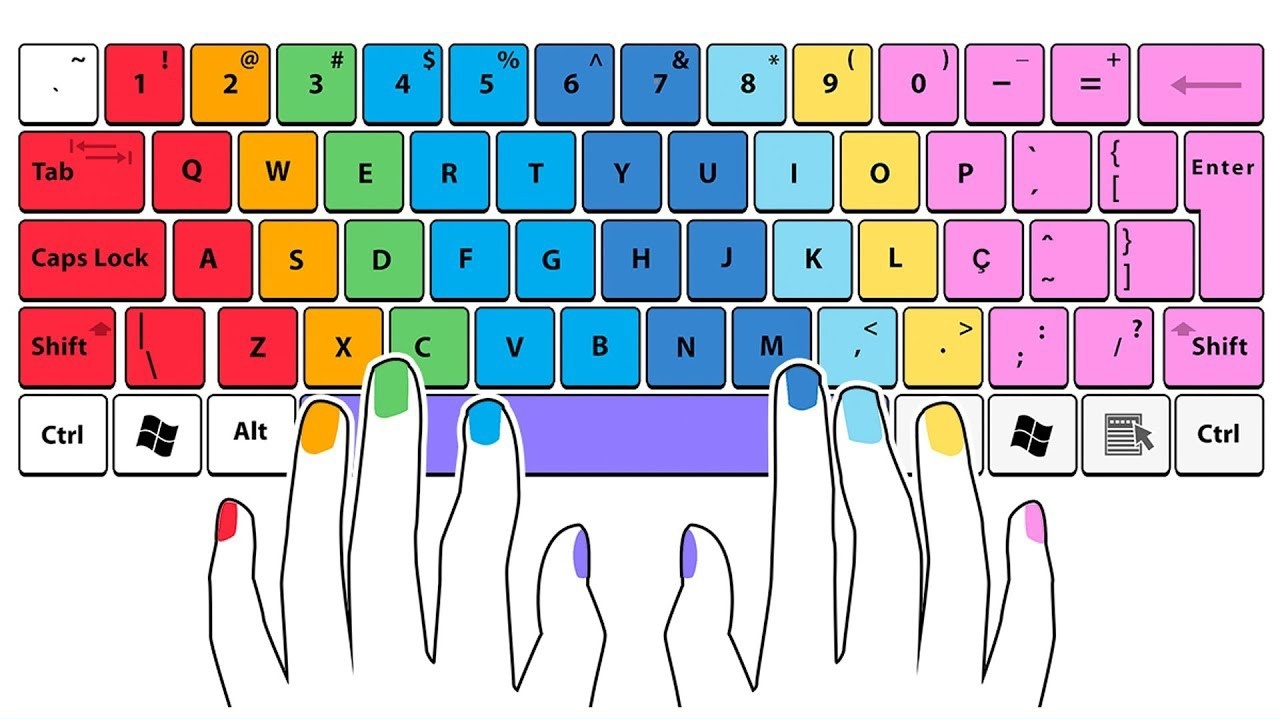 ~ ! @ # $ % ^ & * ( ) _ +
` 1 2 3 4 5 6 7 8 9 0 - =
Tab Q W E R T Y U I O P ` ´ { [ Enter
Caps Lock A S D F G H J K L Ç ^ ~ } ]
Shift | \ Z X C V B N M , < . > ; : / ? Shift
Ctrl Alt Ctrl